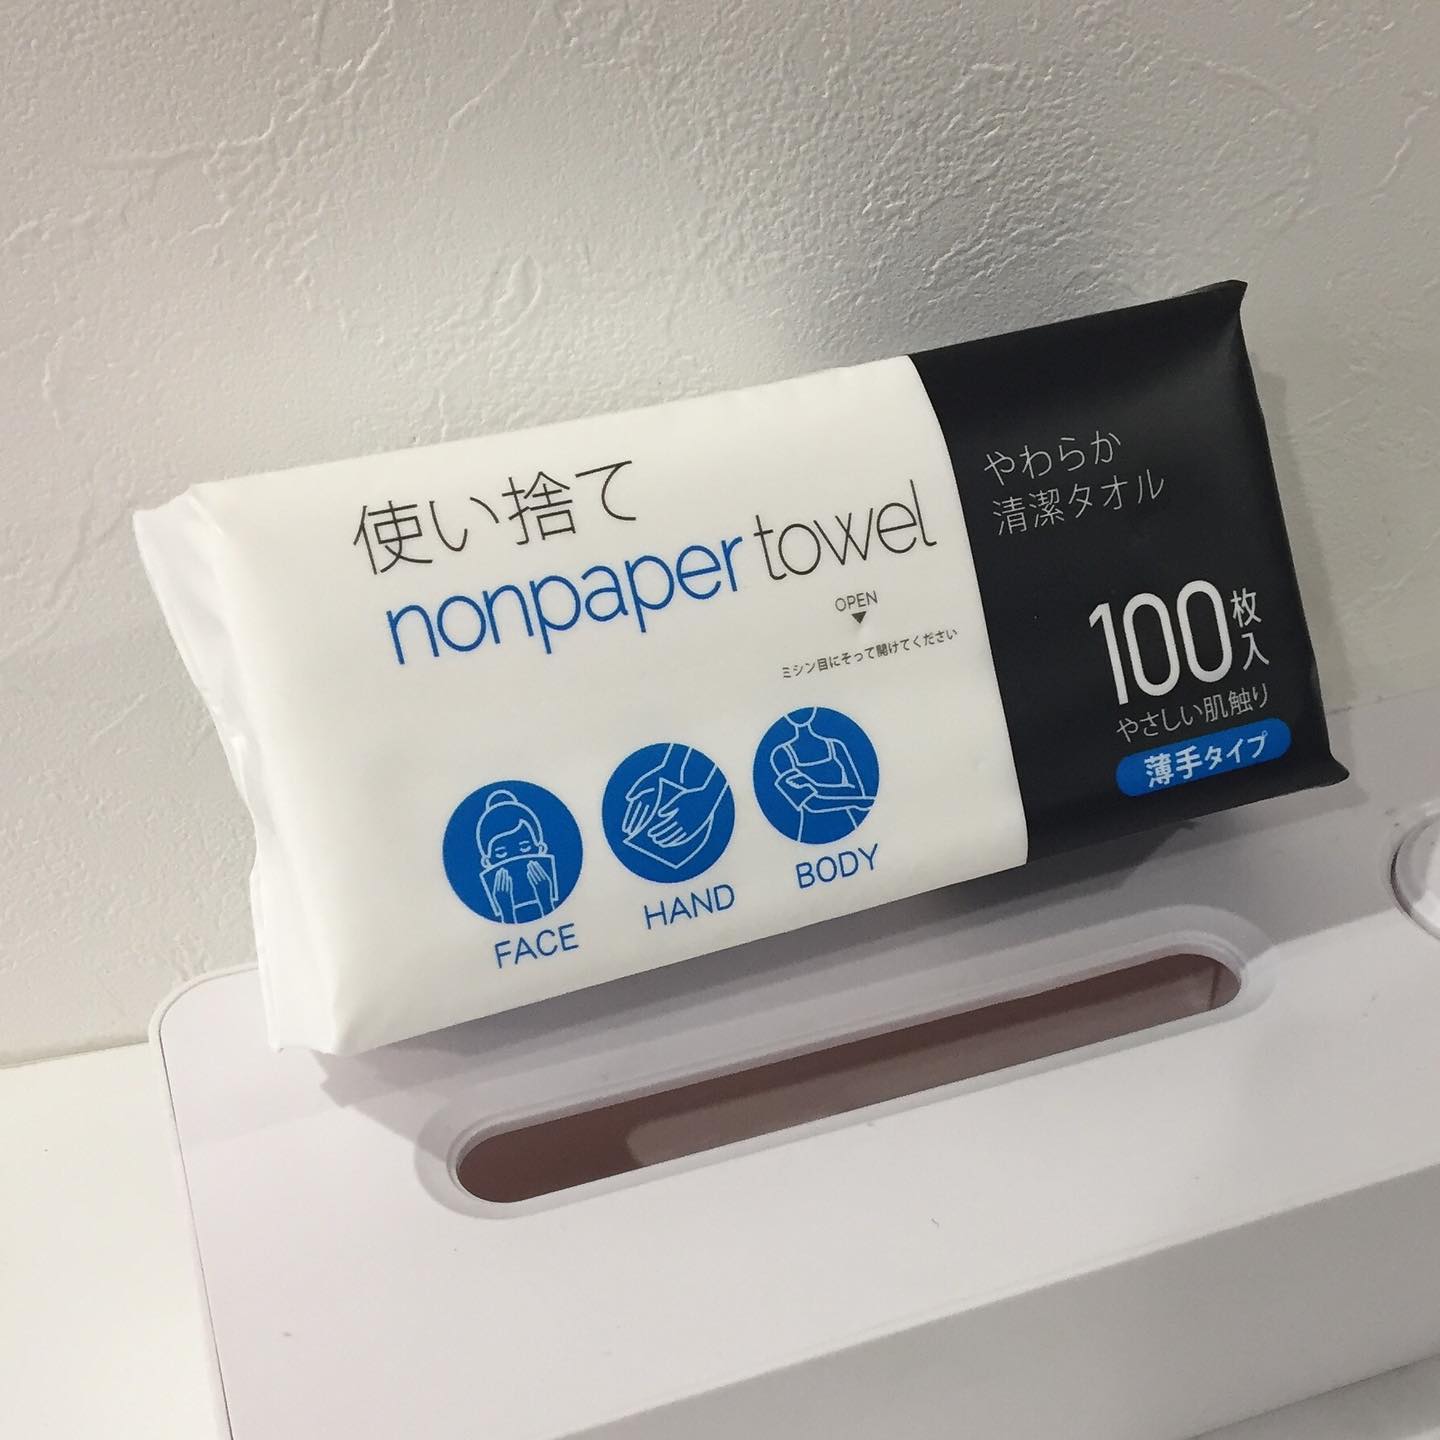 使い捨て
nonpaper towel
OPEN
ミシン目にそって開けてください
FACE
HAND
BODY
やわらか
清潔タオル
100枚入
やさしい肌触り
薄手タイプ